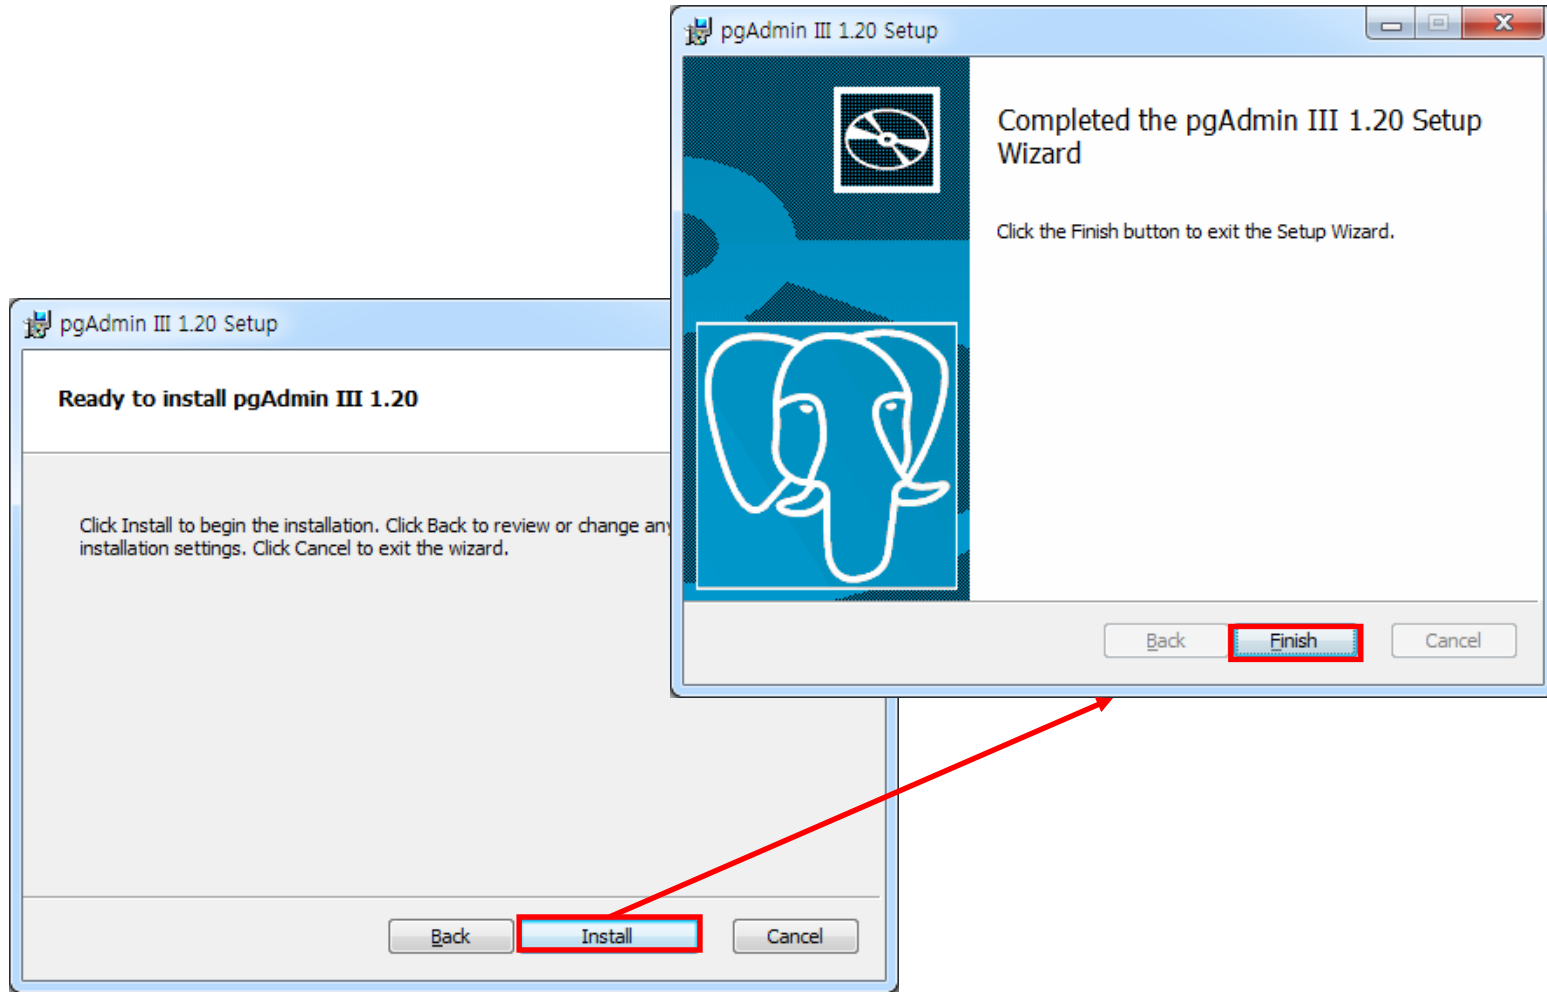 pgAdmin III 1.20 Setup
Completed the pgAdmin III 1.20 Setup
Wizard
Click the Finish button to exit the Setup Wizard.
Back
Finish
Cancel
pgAdmin III 1.20 Setup
Ready to install pgAdmin III 1.20
Click Install to begin the installation. Click Back to review or change any
installation settings. Click Cancel to exit the wizard.
Back
Install
Cancel